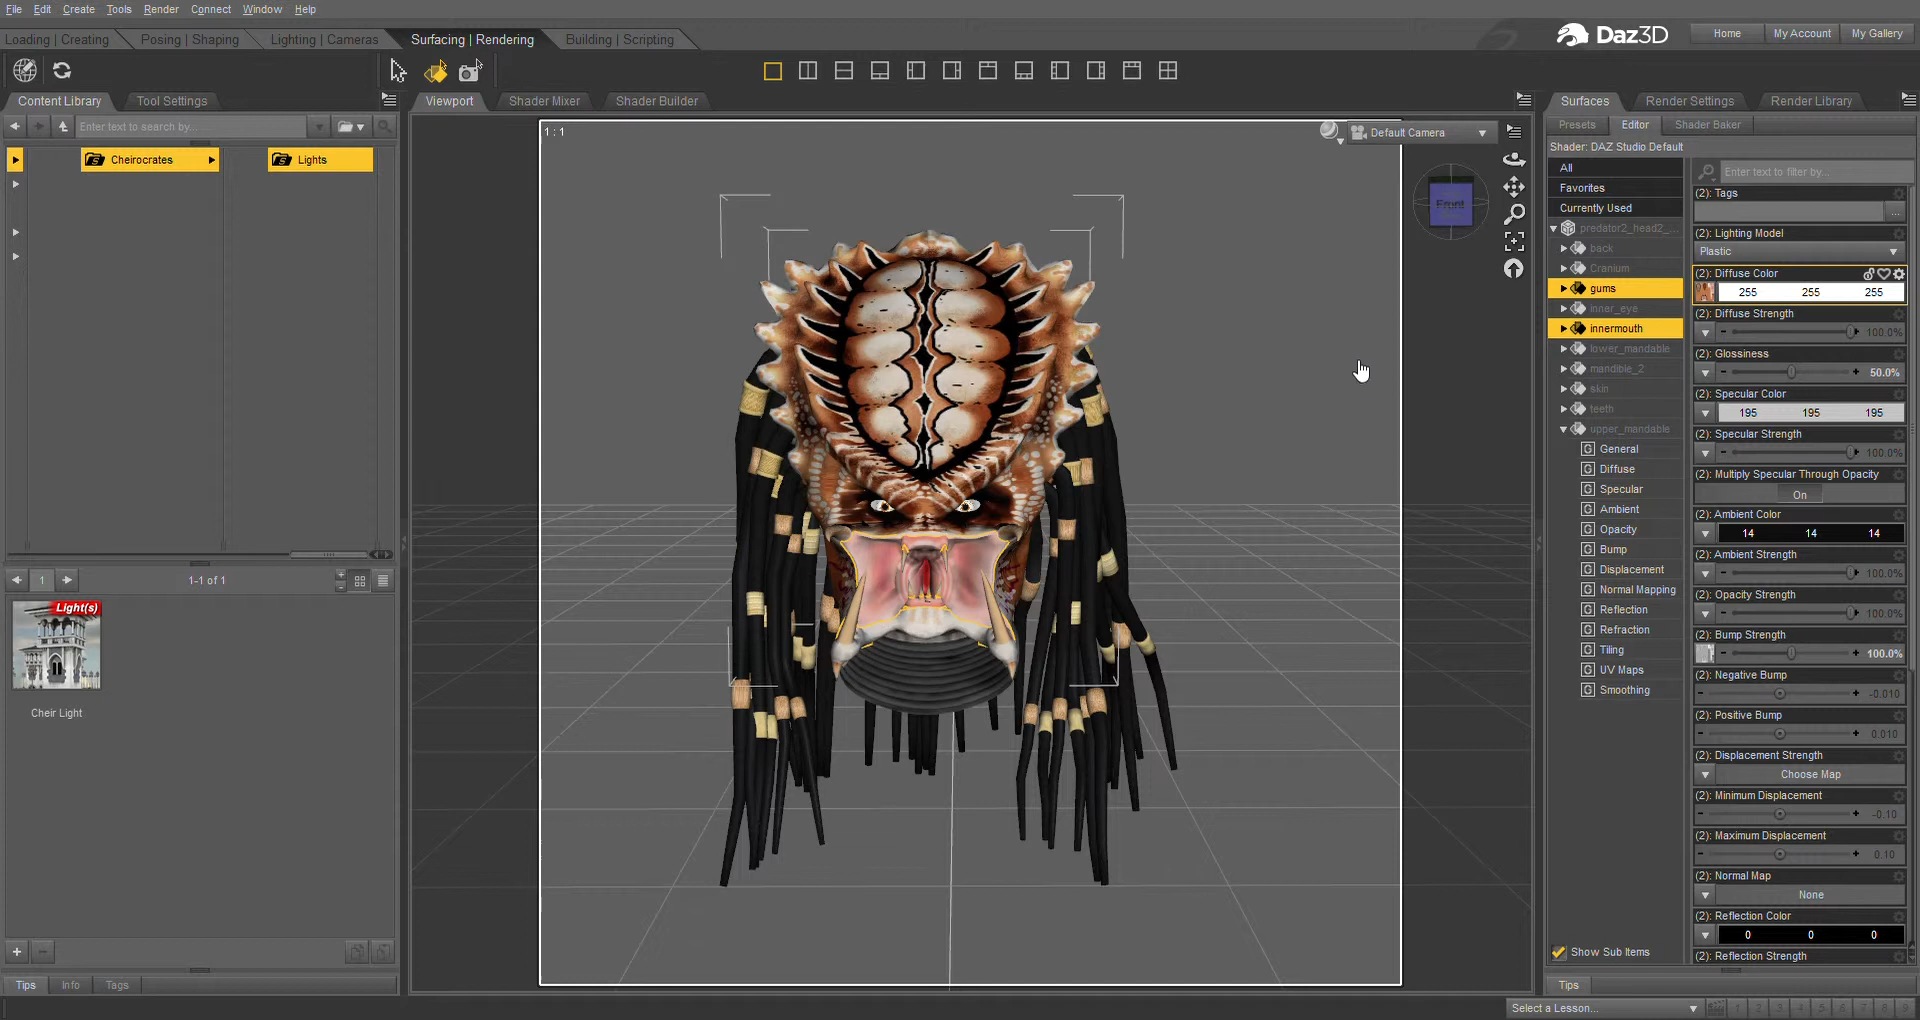 File Edit Create Tools Render Connect Window Help
Loading | Creating Posing | Shaping Lighting | Cameras Surfacing | Rendering Building | Scripting
Daz3D
Home My Account My Gallery
Content Library Tool Settings
Viewport Shader Mixer Shader Builder
Surfaces Render Settings Render Library
Enter text to search by...
Presets Editor Shader Baker
1 : 1
Default Camera
Shader: DAZ Studio Default
Cheirocrates Lights
Front
All
Favorites
Currently Used
predator2_head2_...
back
Cranium
gums
inner_eye
innermouth
lower_mandable
mandible_2
skin
teeth
upper_mandable
G General
G Diffuse
G Specular
G Ambient
G Opacity
G Bump
G Displacement
G Normal Mapping
G Reflection
G Refraction
G Tiling
G UV Maps
G Smoothing
Show Sub Items
Enter text to filter by...
(2): Tags
...
(2): Lighting Model
Plastic
(2): Diffuse Color
255 255 255
(2): Diffuse Strength
100.0%
(2): Glossiness
50.0%
(2): Specular Color
195 195 195
(2): Specular Strength
100.0%
(2): Multiply Specular Through Opacity
On
(2): Ambient Color
14 14 14
(2): Ambient Strength
100.0%
(2): Opacity Strength
100.0%
(2): Bump Strength
100.0%
(2): Negative Bump
-0.010
(2): Positive Bump
0.010
(2): Displacement Strength
Choose Map
(2): Minimum Displacement
-0.10
(2): Maximum Displacement
0.10
(2): Normal Map
None
(2): Reflection Color
0 0 0
(2): Reflection Strength
1
1-1 of 1
Light(s)
Cheir Light
Tips Info Tags
Tips
Select a Lesson...
1 2 3 4 5 6 7 8 9